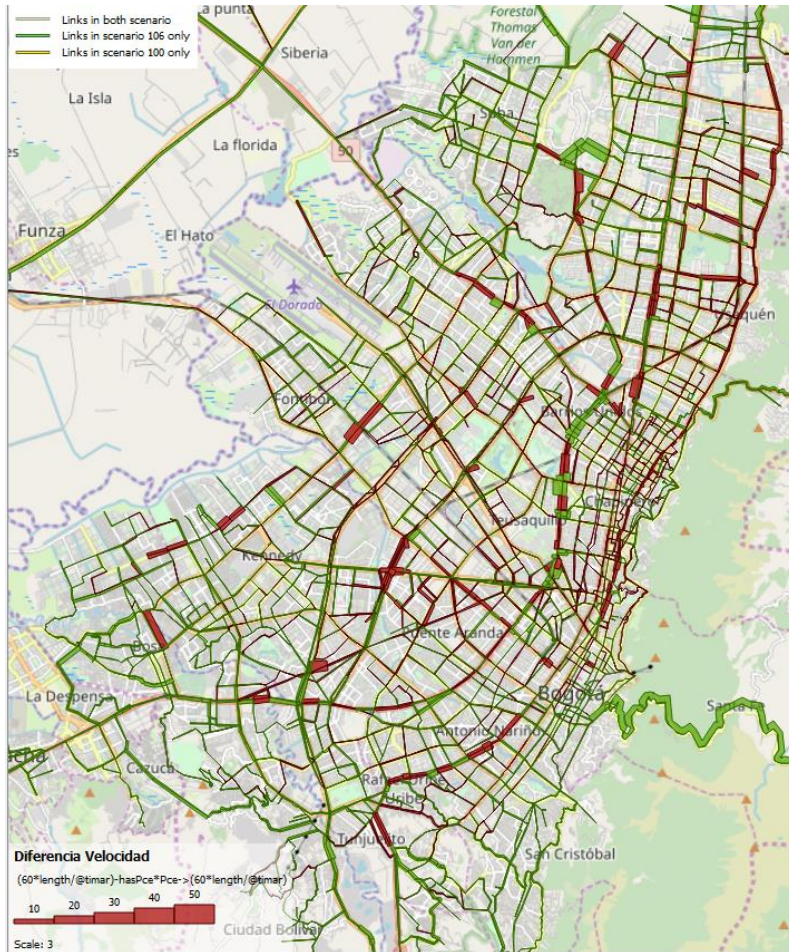 Links in both scenario
Links in scenario 106 only
Links in scenario 100 only
a punta
Forestal
Thomas
Van der
Hammen
Siberia
La Isla
Suba
La florida
50
Funza
El Hato
El Dorado
Usaquén
Fontibón
Barrios Unidos
Chapinero
Teusaquillo
Kennedy
Puente Aranda
Bosa
La Despensa
Bogotá
Santa Fe
Antonio Nariño
Cazucá
Rafael Uribe
Uribe
Tunjuelito
San Cristóbal
Diferencia Velocidad
(60*length/@timar)-hasPce*Pce->(60*length/@timar)
10 20 30 40 50
Ciudad Bolívar
Scale: 3